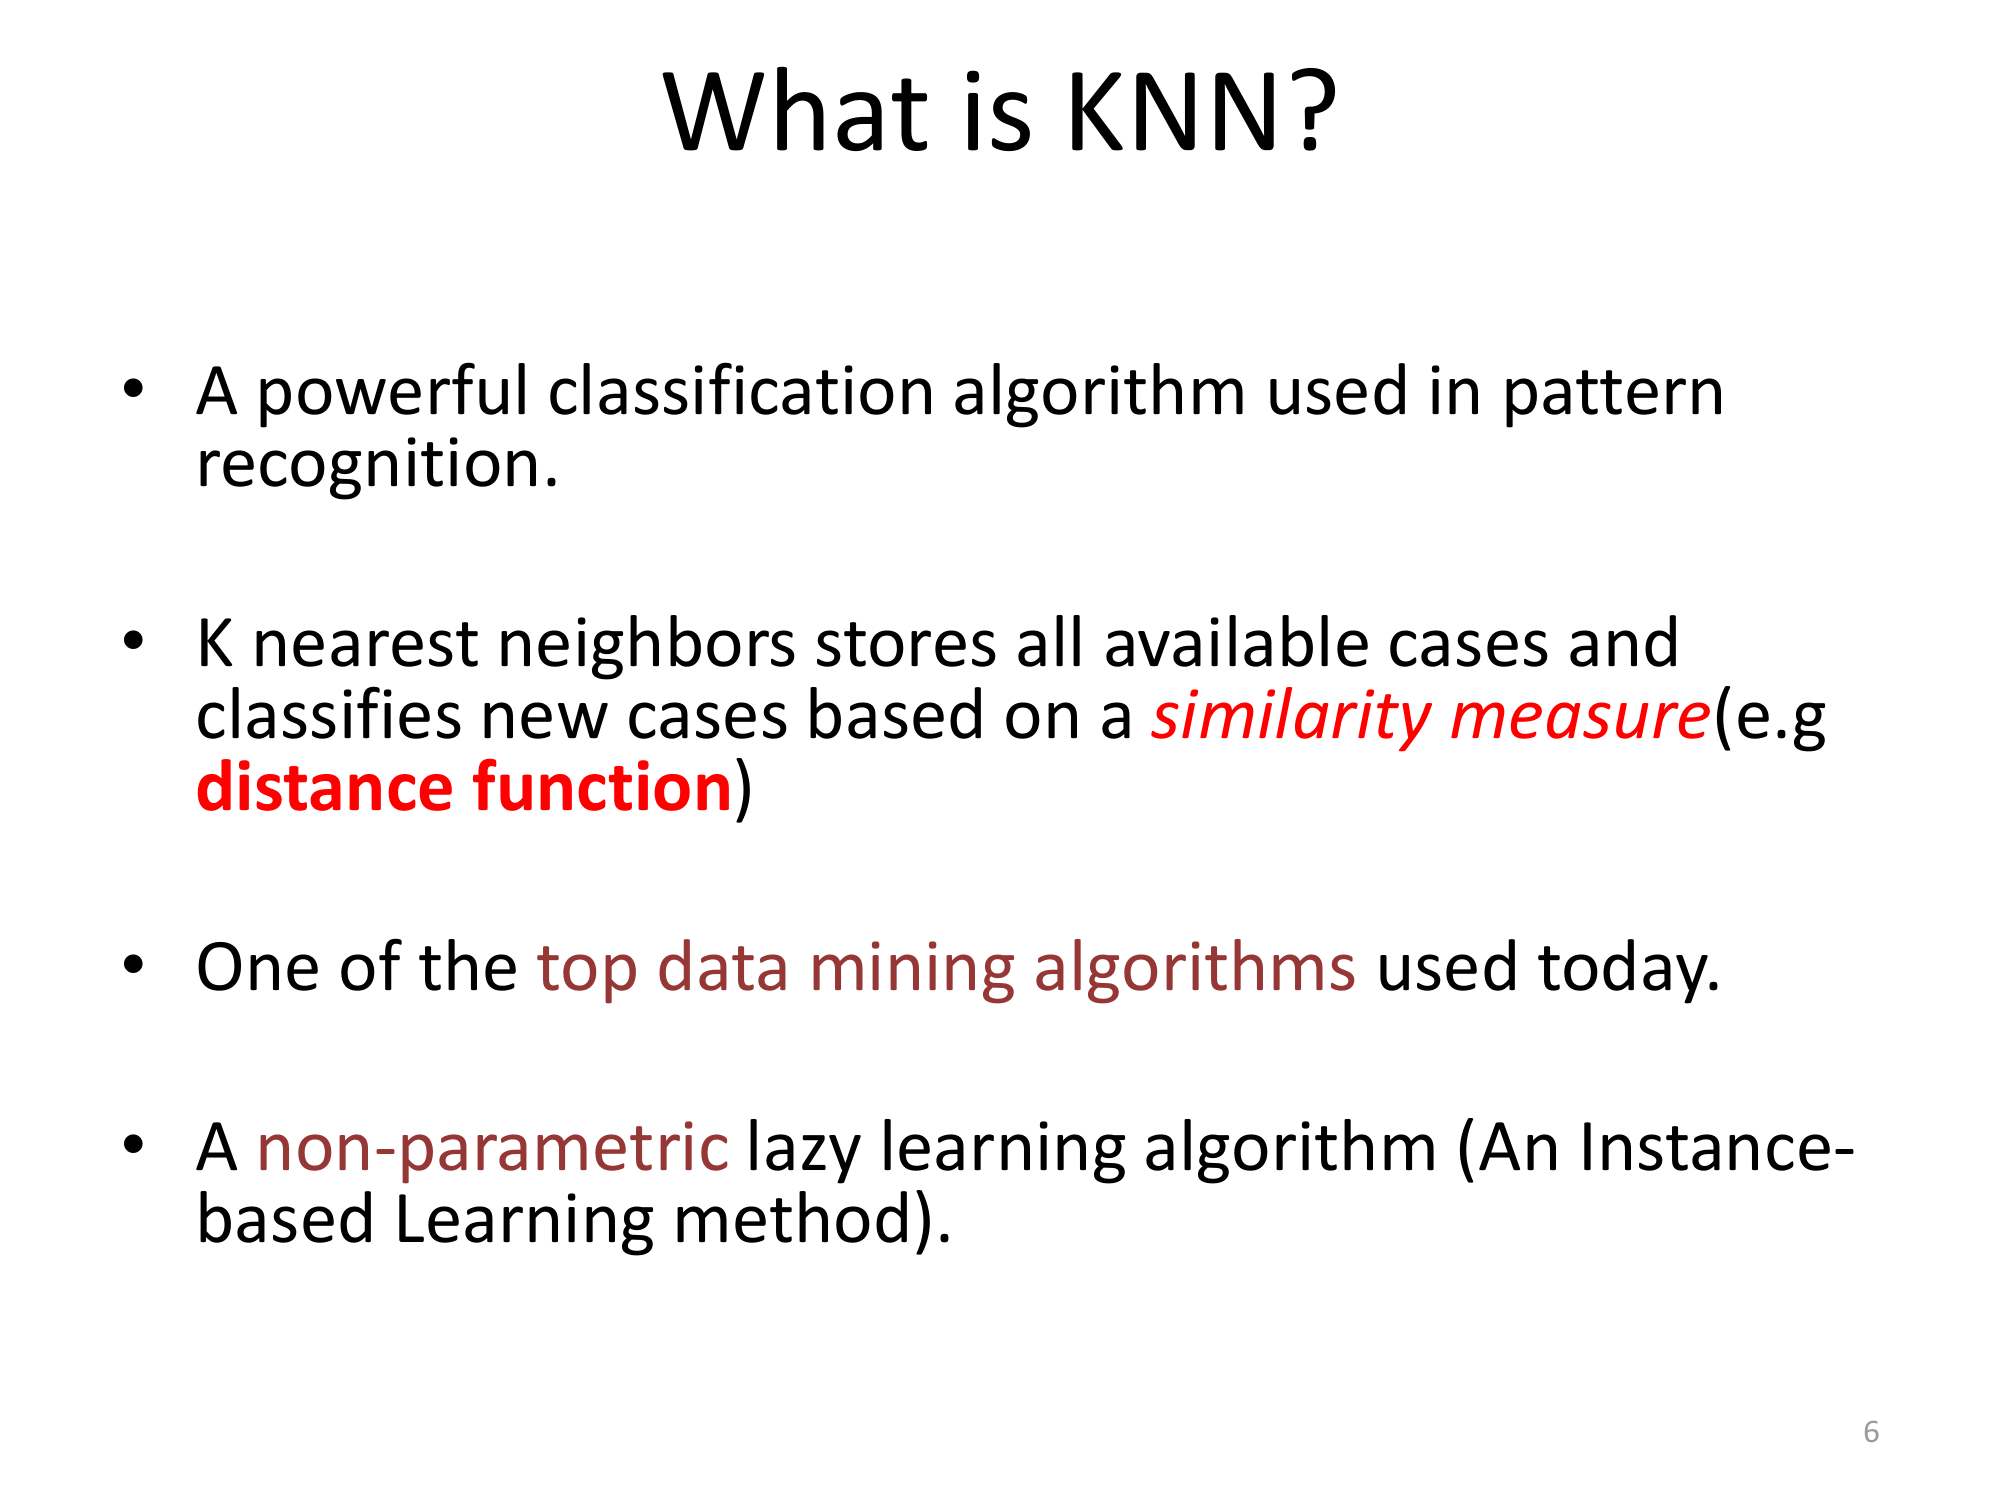 What is KNN?
• A powerful classification algorithm used in pattern
recognition.
• K nearest neighbors stores all available cases and
classifies new cases based on a similarity measure(e.g
distance function)
• One of the top data mining algorithms used today.
• A non-parametric lazy learning algorithm (An Instance-
based Learning method).
6